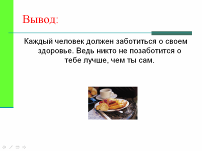 Вывод:
Каждый человек должен заботиться о своем
здоровье. Ведь никто не позаботится о
тебе лучше, чем ты сам.